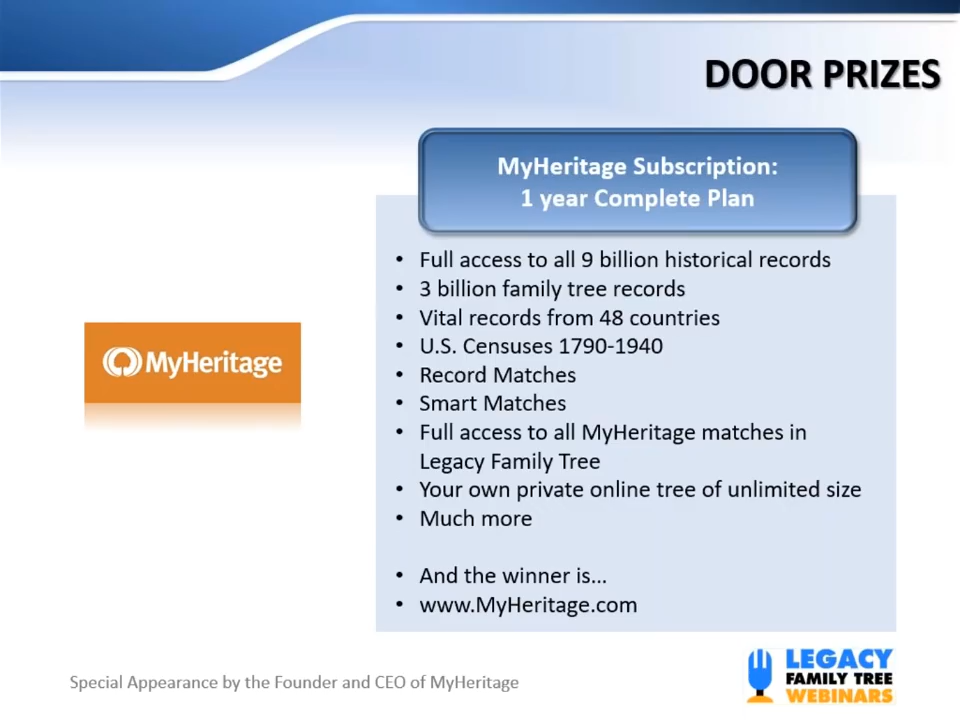 DOOR PRIZES
MyHeritage Subscription:
1 year Complete Plan
• Full access to all 9 billion historical records
• 3 billion family tree records
• Vital records from 48 countries
• U.S. Censuses 1790-1940
• Record Matches
• Smart Matches
• Full access to all MyHeritage matches in
Legacy Family Tree
• Your own private online tree of unlimited size
• Much more
• And the winner is...
• www.MyHeritage.com
MyHeritage
Special Appearance by the Founder and CEO of MyHeritage
LEGACY
FAMILY TREE
WEBINARS